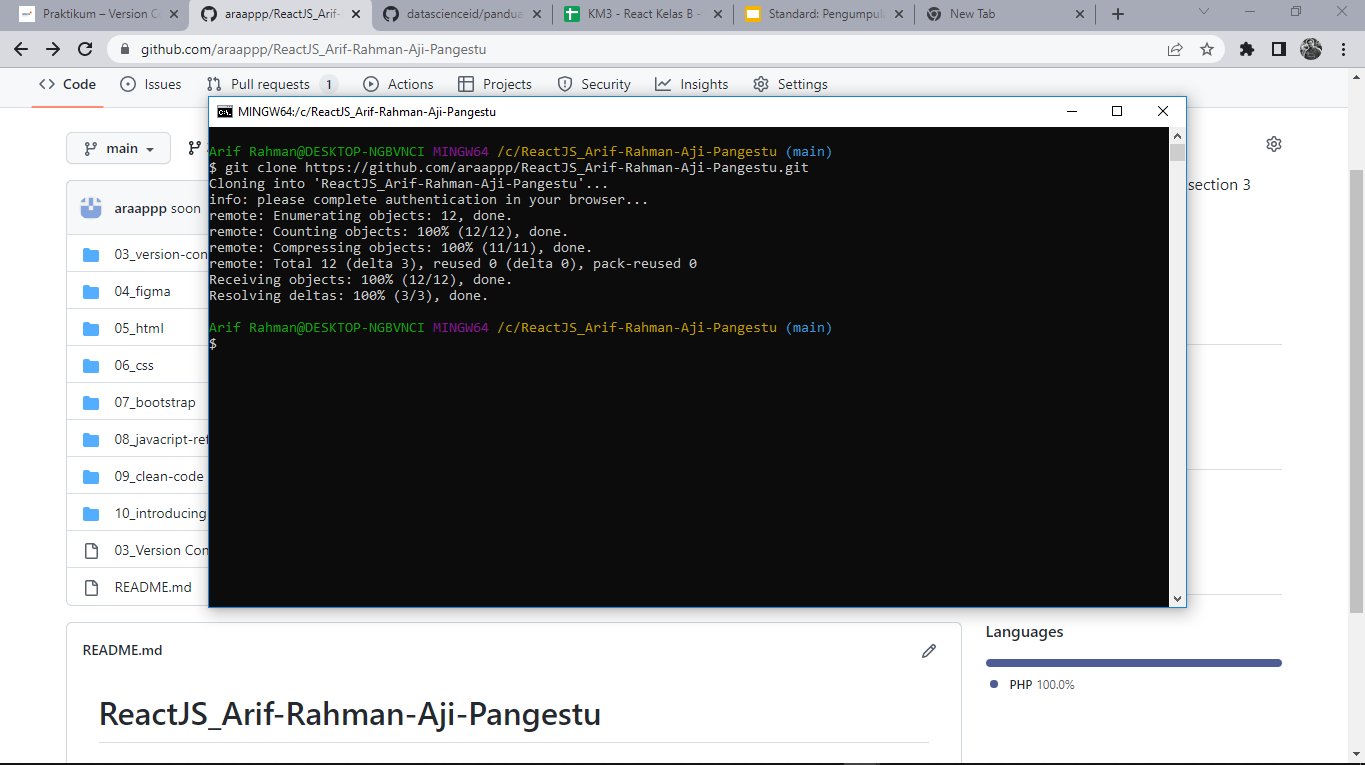 Praktikum – Version C
araappp/ReactJS_Arif-
datascienceid/pandua
KM3 - React Kelas B -
Standard: Pengumpul
New Tab
github.com/araappp/ReactJS_Arif-Rahman-Aji-Pangestu
Code
Issues
Pull requests 1
Actions
Projects
Security
Insights
Settings
MINGW64:/c/ReactJS_Arif-Rahman-Aji-Pangestu
Arif Rahman@DESKTOP-NGBVNCI MINGW64 /c/ReactJS_Arif-Rahman-Aji-Pangestu (main)
$ git clone https://github.com/araappp/ReactJS_Arif-Rahman-Aji-Pangestu.git
Cloning into 'ReactJS_Arif-Rahman-Aji-Pangestu'...
info: please complete authentication in your browser...
remote: Enumerating objects: 12, done.
remote: Counting objects: 100% (12/12), done.
remote: Compressing objects: 100% (11/11), done.
remote: Total 12 (delta 3), reused 0 (delta 0), pack-reused 0
Receiving objects: 100% (12/12), done.
Resolving deltas: 100% (3/3), done.
Arif Rahman@DESKTOP-NGBVNCI MINGW64 /c/ReactJS_Arif-Rahman-Aji-Pangestu (main)
$
main
araappp soon
03_version-con
04_figma
05_html
06_css
07_bootstrap
08_javacript-ref
09_clean-code
10_introducing
03_Version Con
README.md
section 3
README.md
ReactJS_Arif-Rahman-Aji-Pangestu
Languages
PHP 100.0%